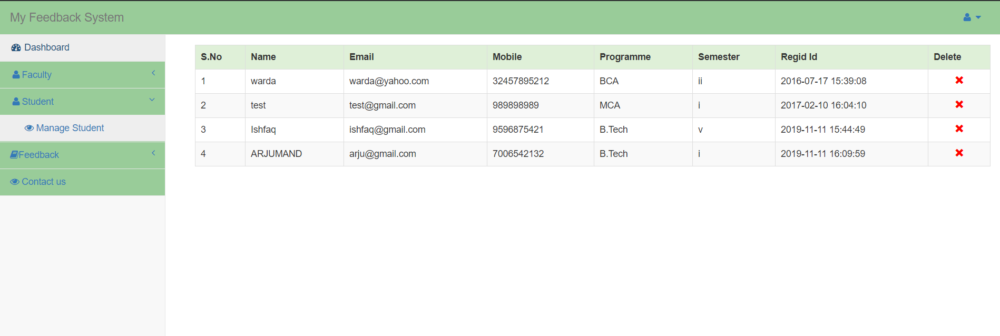 My Feedback System
Dashboard
Faculty
Student
Manage Student
Feedback
Contact us
S.No Name Email Mobile Programme Semester Regid Id Delete
1 warda warda@yahoo.com 32457895212 BCA ii 2016-07-17 15:39:08
2 test test@gmail.com 989898989 MCA i 2017-02-10 16:04:10
3 Ishfaq ishfaq@gmail.com 9596875421 B.Tech v 2019-11-11 15:44:49
4 ARJUMAND arju@gmail.com 7006542132 B.Tech i 2019-11-11 16:09:59